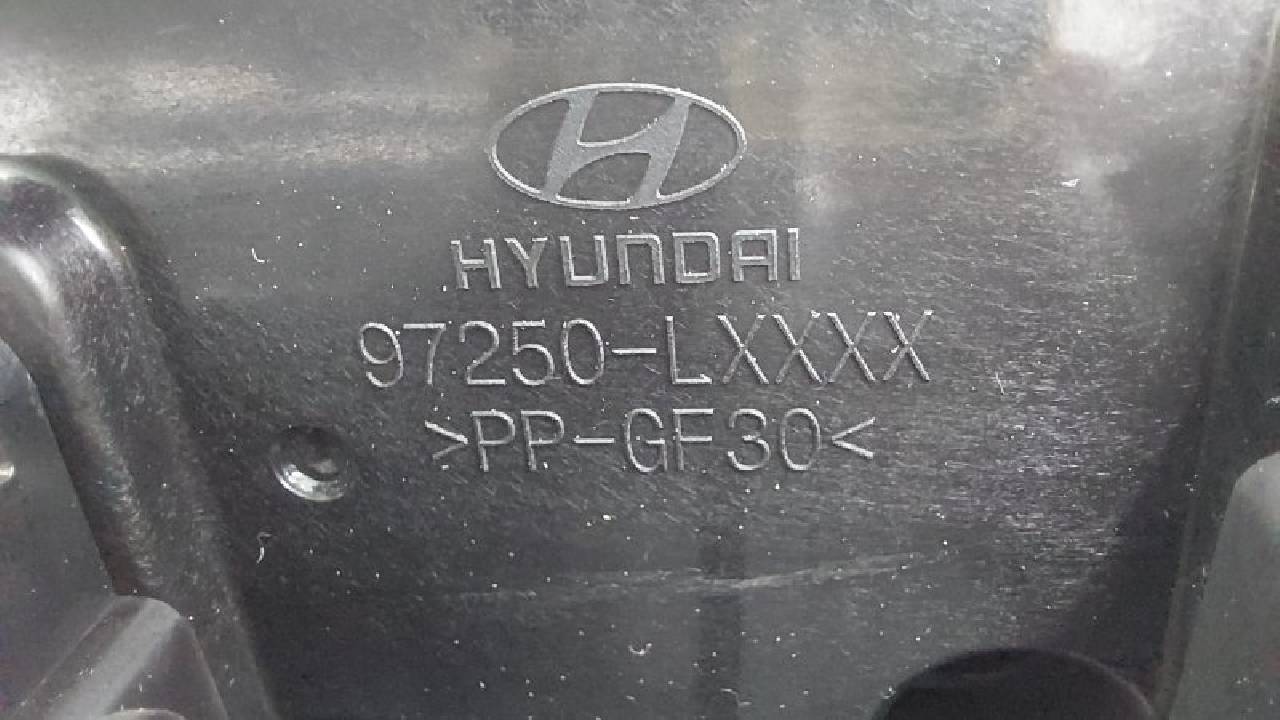 HYUNDAI
97250-LXXXX
>PP-GF30<